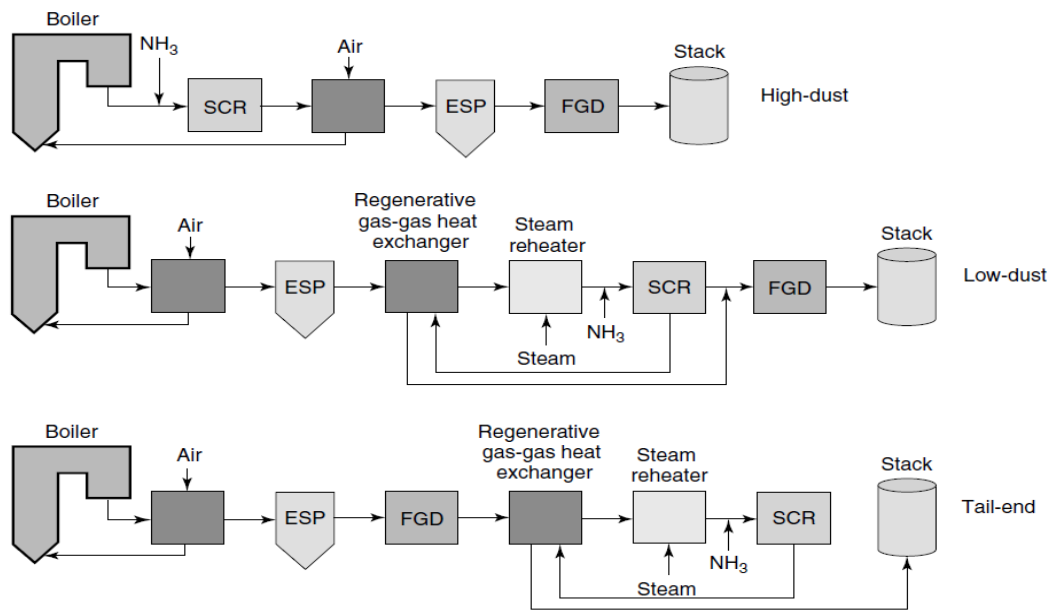 Boiler
NH3
Air
Stack
SCR
ESP
FGD
High-dust
Boiler
Air
Regenerative
gas-gas heat
exchanger
Steam
reheater
Stack
ESP
SCR
FGD
Low-dust
NH3
Steam
Boiler
Air
Regenerative
gas-gas heat
exchanger
Steam
reheater
Stack
ESP
FGD
SCR
Tail-end
NH3
Steam